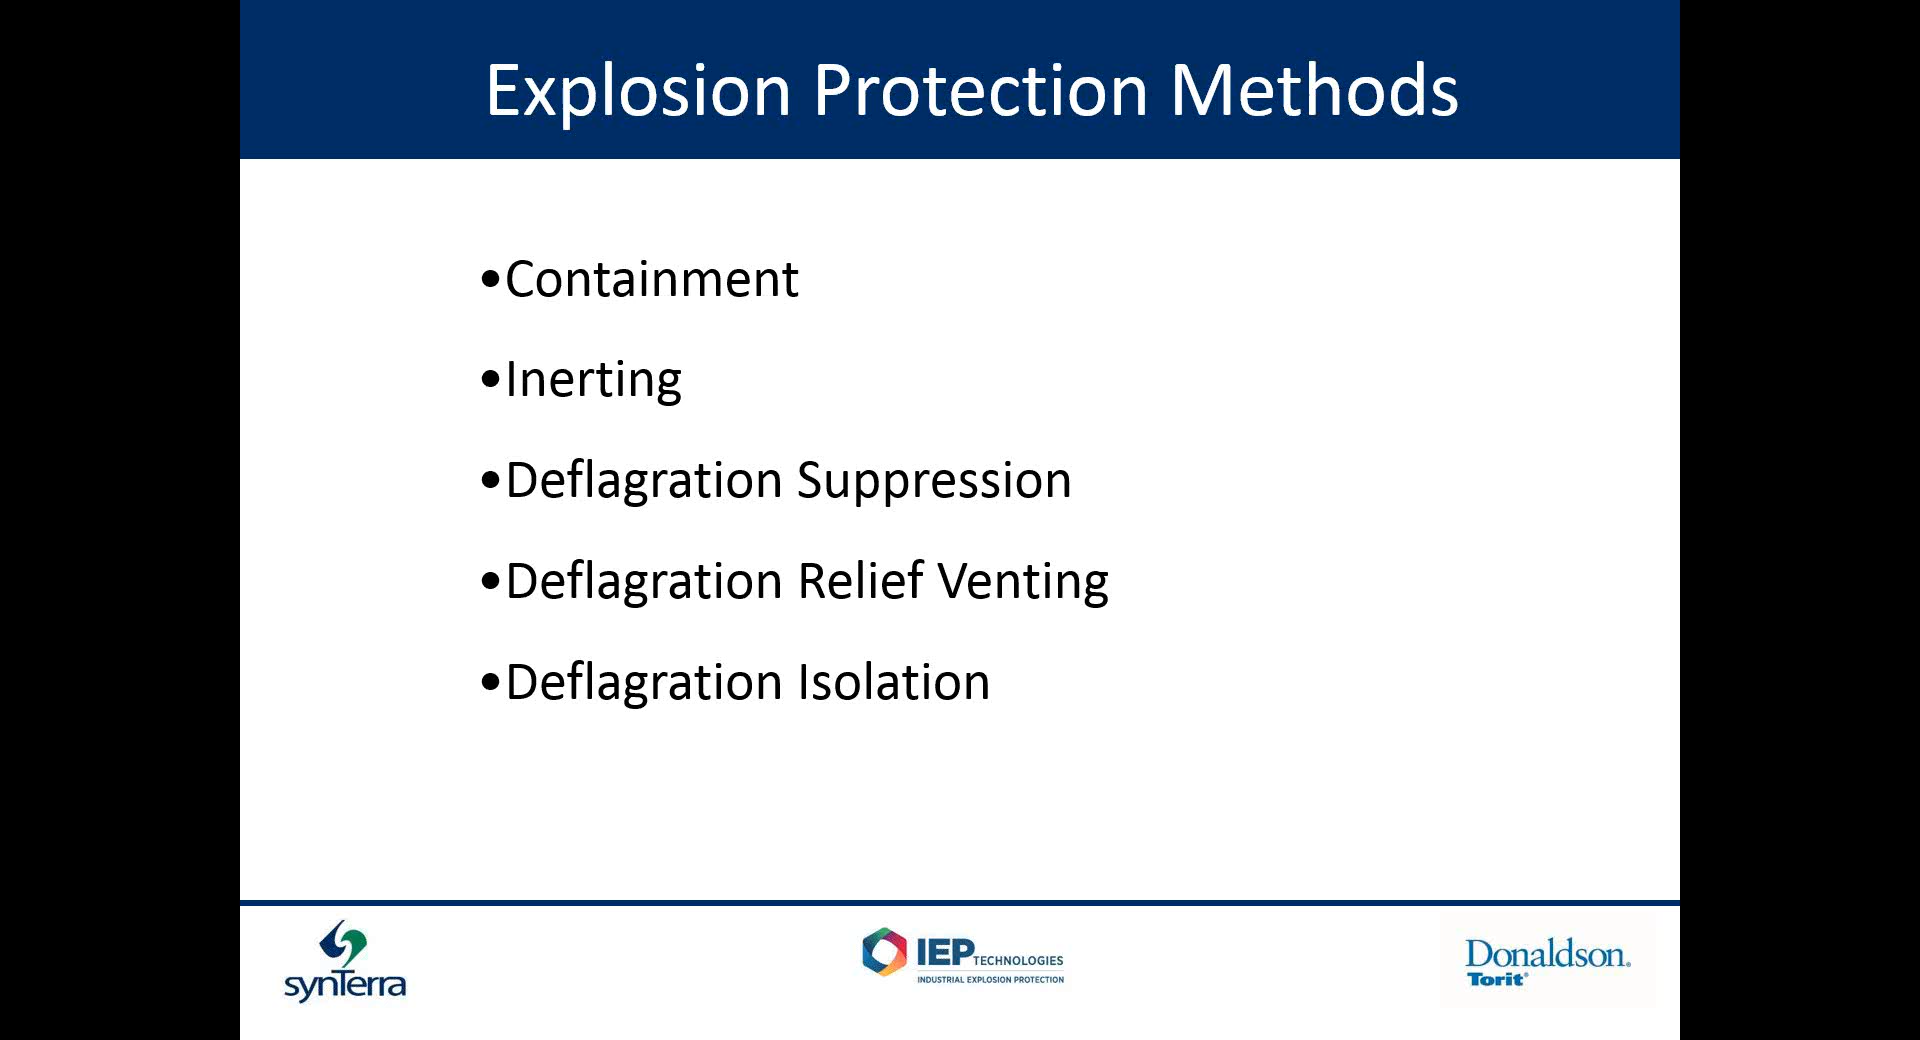 Explosion Protection Methods
•Containment
•Inerting
•Deflagration Suppression
•Deflagration Relief Venting
•Deflagration Isolation
synTerra
IEP TECHNOLOGIES
INDUSTRIAL EXPLOSION PROTECTION
Donaldson®
Torit®